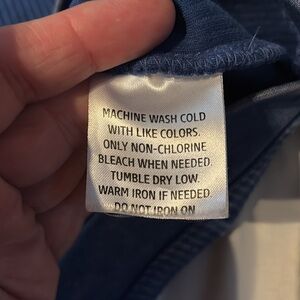 MACHINE WASH COLD
WITH LIKE COLORS.
ONLY NON-CHLORINE
BLEACH WHEN NEEDED.
TUMBLE DRY LOW.
WARM IRON IF NEEDED.
DO NOT IRON ON